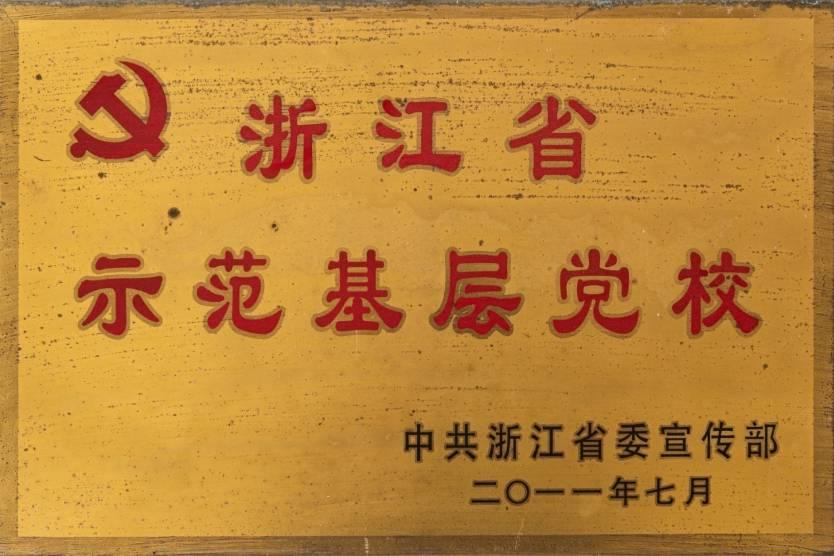 浙江省
示范基层党校
中共浙江省委宣传部
二〇一一年七月